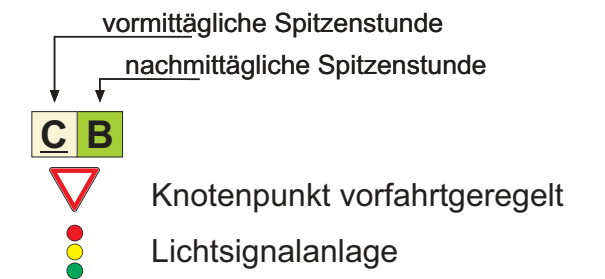 vormittägliche Spitzenstunde
nachmittägliche Spitzenstunde
C B
Knotenpunkt vorfahrtgeregelt
Lichtsignalanlage